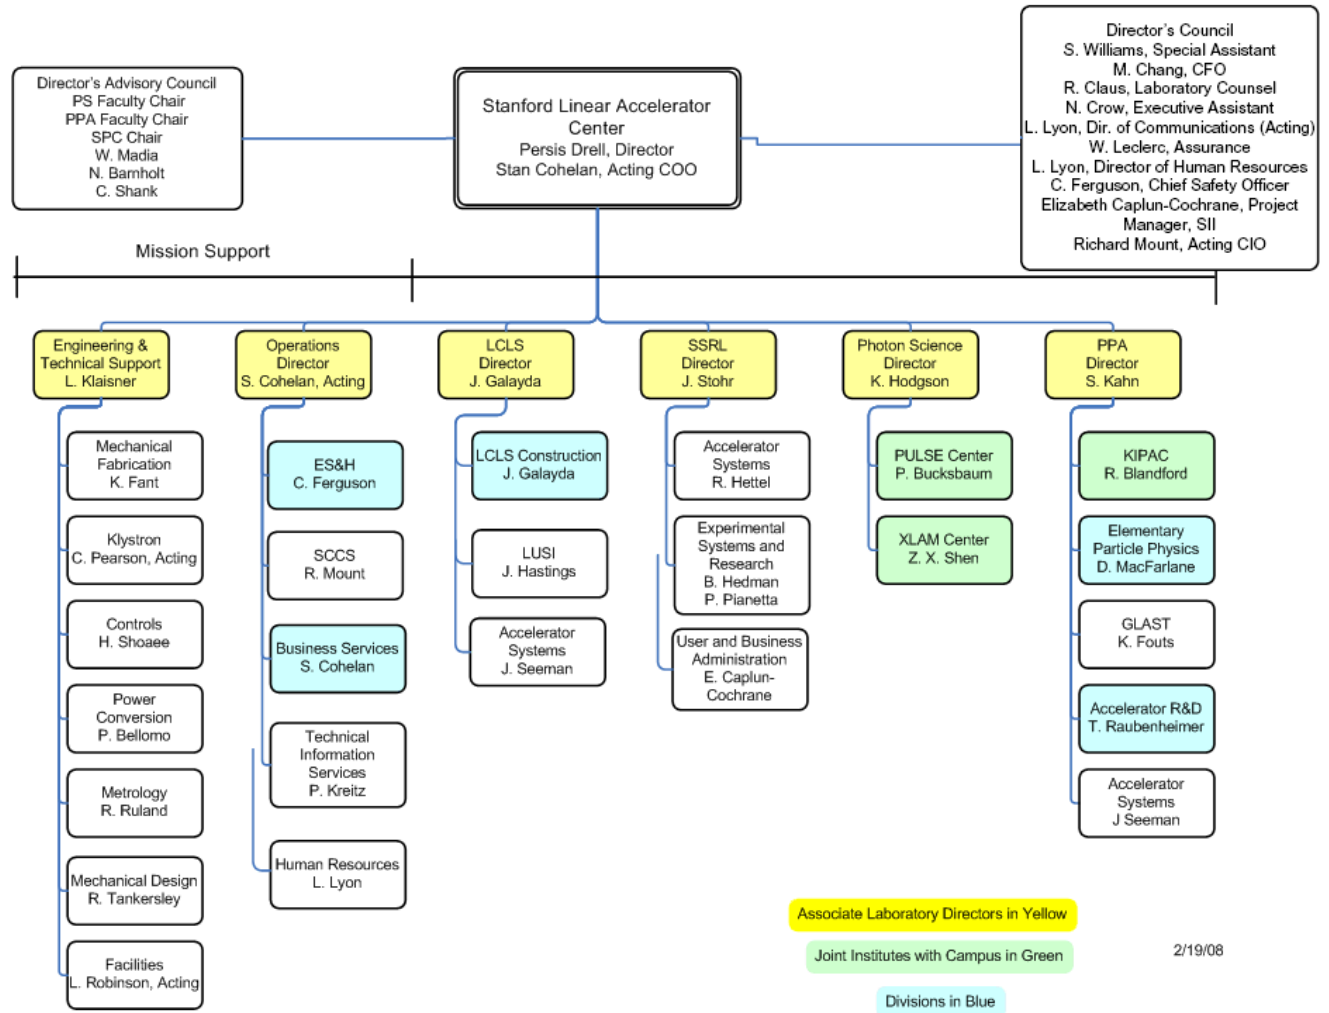 Director's Advisory Council
PS Faculty Chair
PPA Faculty Chair
SPC Chair
W. Madia
N. Barnholt
C. Shank
Stanford Linear Accelerator
Center
Persis Drell, Director
Stan Cohelan, Acting COO
Director's Council
S. Williams, Special Assistant
M. Chang, CFO
R. Claus, Laboratory Counsel
N. Crow, Executive Assistant
L. Lyon, Dir. of Communications (Acting)
W. Leclerc, Assurance
L. Lyon, Director of Human Resources
C. Ferguson, Chief Safety Officer
Elizabeth Caplun-Cochrane, Project
Manager, SII
Richard Mount, Acting CIO
Mission Support
Engineering &
Technical Support
L. Klaisner
Mechanical
Fabrication
K. Fant
Klystron
C. Pearson, Acting
Controls
H. Shoaee
Power
Conversion
P. Bellomo
Metrology
R. Ruland
Mechanical Design
R. Tankersley
Facilities
L. Robinson, Acting
Operations
Director
S. Cohelan, Acting
ES&H
C. Ferguson
SCCS
R. Mount
Business Services
S. Cohelan
Technical
Information
Services
P. Kreitz
Human Resources
L. Lyon
LCLS
Director
J. Galayda
LCLS Construction
J. Galayda
LUSI
J. Hastings
Accelerator
Systems
J. Seeman
SSRL
Director
J. Stohr
Accelerator
Systems
R. Hettel
Experimental
Systems and
Research
B. Hedman
P. Pianetta
User and Business
Administration
E. Caplun-
Cochrane
Photon Science
Director
K. Hodgson
PULSE Center
P. Bucksbaum
XLAM Center
Z. X. Shen
PPA
Director
S. Kahn
KIPAC
R. Blandford
Elementary
Particle Physics
D. MacFarlane
GLAST
K. Fouts
Accelerator R&D
T. Raubenheimer
Accelerator
Systems
J Seeman
Associate Laboratory Directors in Yellow
Joint Institutes with Campus in Green
Divisions in Blue
2/19/08